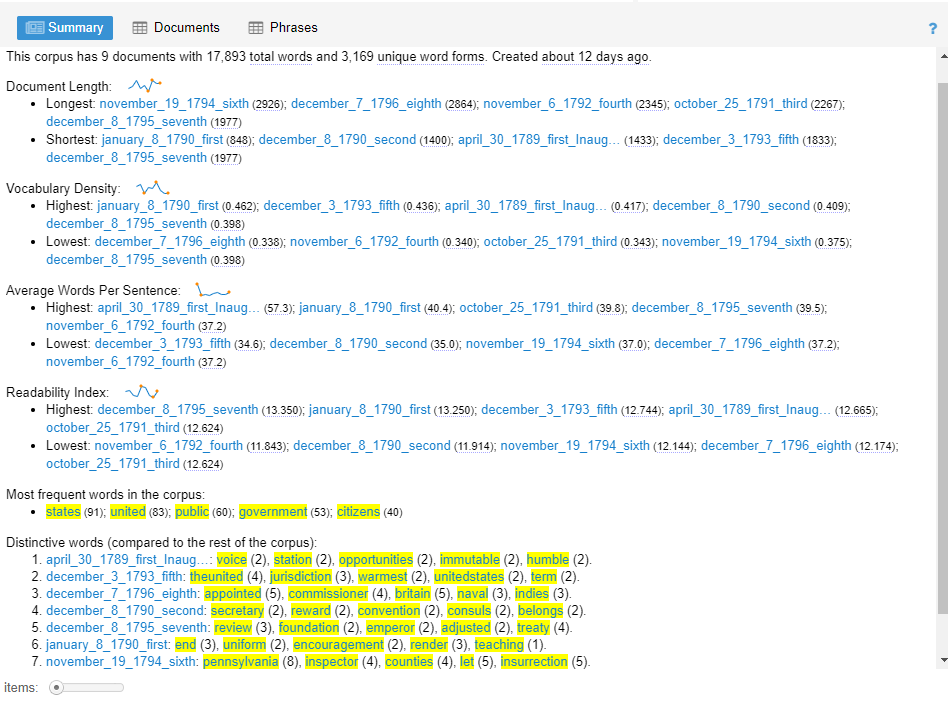 Summary Documents Phrases ?
This corpus has 9 documents with 17,893 total words and 3,169 unique word forms. Created about 12 days ago.
Document Length:
• Longest: november_19_1794_sixth (2926); december_7_1796_eighth (2864); november_6_1792_fourth (2345); october_25_1791_third (2267);
december_8_1795_seventh (1977)
• Shortest: january_8_1790_first (848); december_8_1790_second (1400); april_30_1789_first_Inaug... (1433); december_3_1793_fifth (1833);
december_8_1795_seventh (1977)
Vocabulary Density:
• Highest: january_8_1790_first (0.462); december_3_1793_fifth (0.436); april_30_1789_first_Inaug... (0.417); december_8_1790_second (0.409);
december_8_1795_seventh (0.398)
• Lowest: december_7_1796_eighth (0.338); november_6_1792_fourth (0.340); october_25_1791_third (0.343); november_19_1794_sixth (0.375);
december_8_1795_seventh (0.398)
Average Words Per Sentence:
• Highest: april_30_1789_first_Inaug... (57.3); january_8_1790_first (40.4); october_25_1791_third (39.8); december_8_1795_seventh (39.5);
november_6_1792_fourth (37.2)
• Lowest: december_3_1793_fifth (34.6); december_8_1790_second (35.0); november_19_1794_sixth (37.0); december_7_1796_eighth (37.2);
november_6_1792_fourth (37.2)
Readability Index:
• Highest: december_8_1795_seventh (13.350); january_8_1790_first (13.250); december_3_1793_fifth (12.744); april_30_1789_first_Inaug... (12.665);
october_25_1791_third (12.624)
• Lowest: november_6_1792_fourth (11.843); december_8_1790_second (11.914); november_19_1794_sixth (12.144); december_7_1796_eighth (12.174);
october_25_1791_third (12.624)
Most frequent words in the corpus:
• states (91); united (83); public (60); government (53); citizens (40)
Distinctive words (compared to the rest of the corpus):
1. april_30_1789_first_Inaug...: voice (2), station (2), opportunities (2), immutable (2), humble (2).
2. december_3_1793_fifth: theunited (4), jurisdiction (3), warmest (2), unitedstates (2), term (2).
3. december_7_1796_eighth: appointed (5), commissioner (4), britain (5), naval (3), indies (3).
4. december_8_1790_second: secretary (2), reward (2), convention (2), consuls (2), belongs (2).
5. december_8_1795_seventh: review (3), foundation (2), emperor (2), adjusted (2), treaty (4).
6. january_8_1790_first: end (3), uniform (2), encouragement (2), render (3), teaching (1).
7. november_19_1794_sixth: pennsylvania (8), inspector (4), counties (4), let (5), insurrection (5).
items: